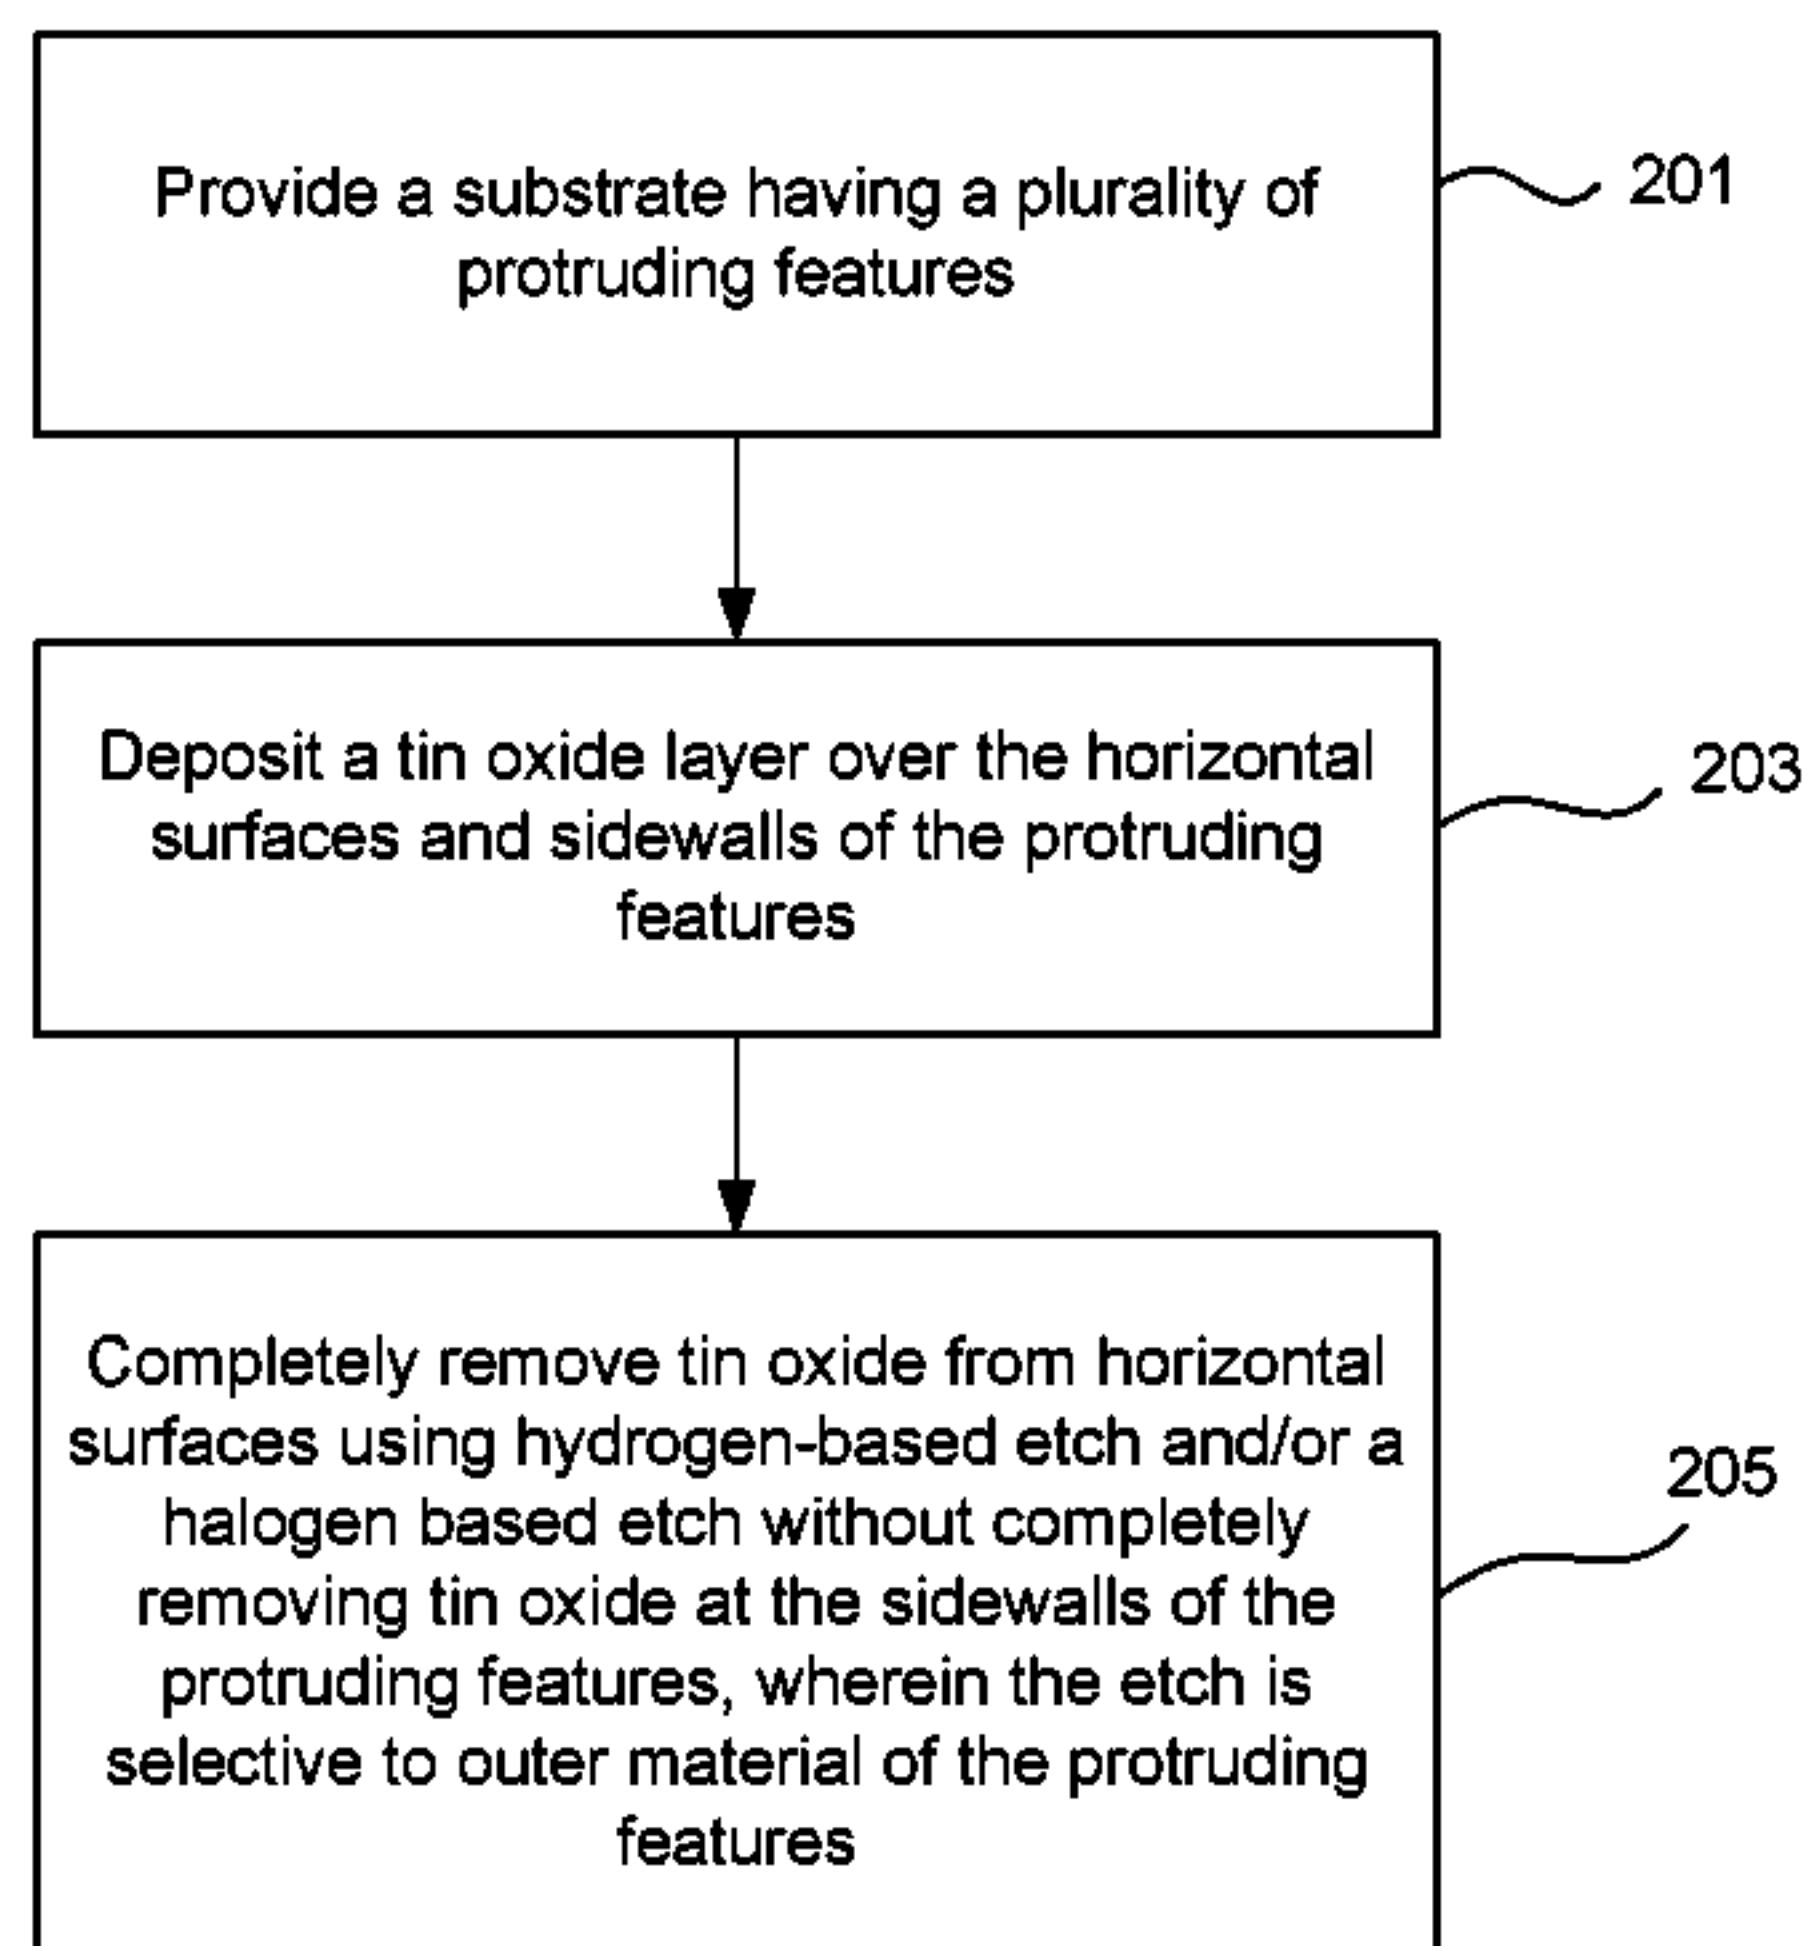 Provide a substrate having a plurality of
protruding features
201
Deposit a tin oxide layer over the horizontal
surfaces and sidewalls of the protruding
features
203
Completely remove tin oxide from horizontal
surfaces using hydrogen-based etch and/or a
halogen based etch without completely
removing tin oxide at the sidewalls of the
protruding features, wherein the etch is
selective to outer material of the protruding
features
205